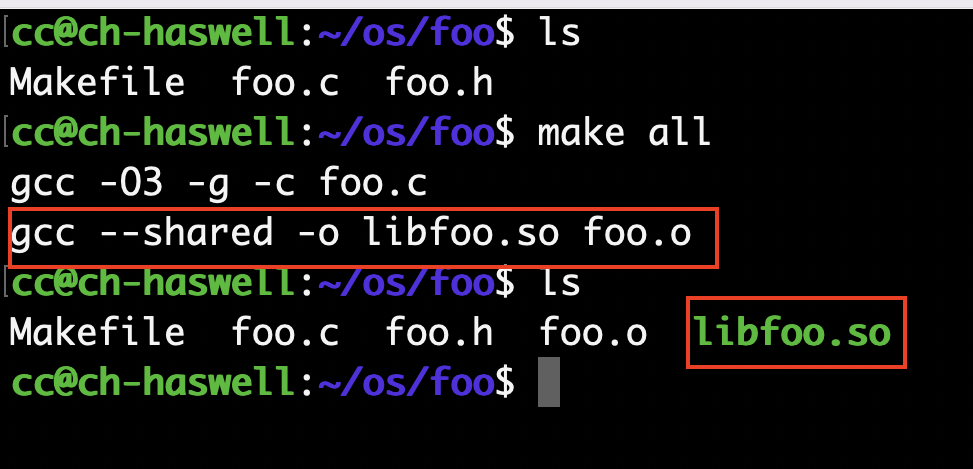 cc@ch-haswell:~/os/foo$ ls
Makefile  foo.c  foo.h
cc@ch-haswell:~/os/foo$ make all
gcc -O3 -g -c foo.c
gcc --shared -o libfoo.so foo.o
cc@ch-haswell:~/os/foo$ ls
Makefile  foo.c  foo.h  foo.o  libfoo.so
cc@ch-haswell:~/os/foo$